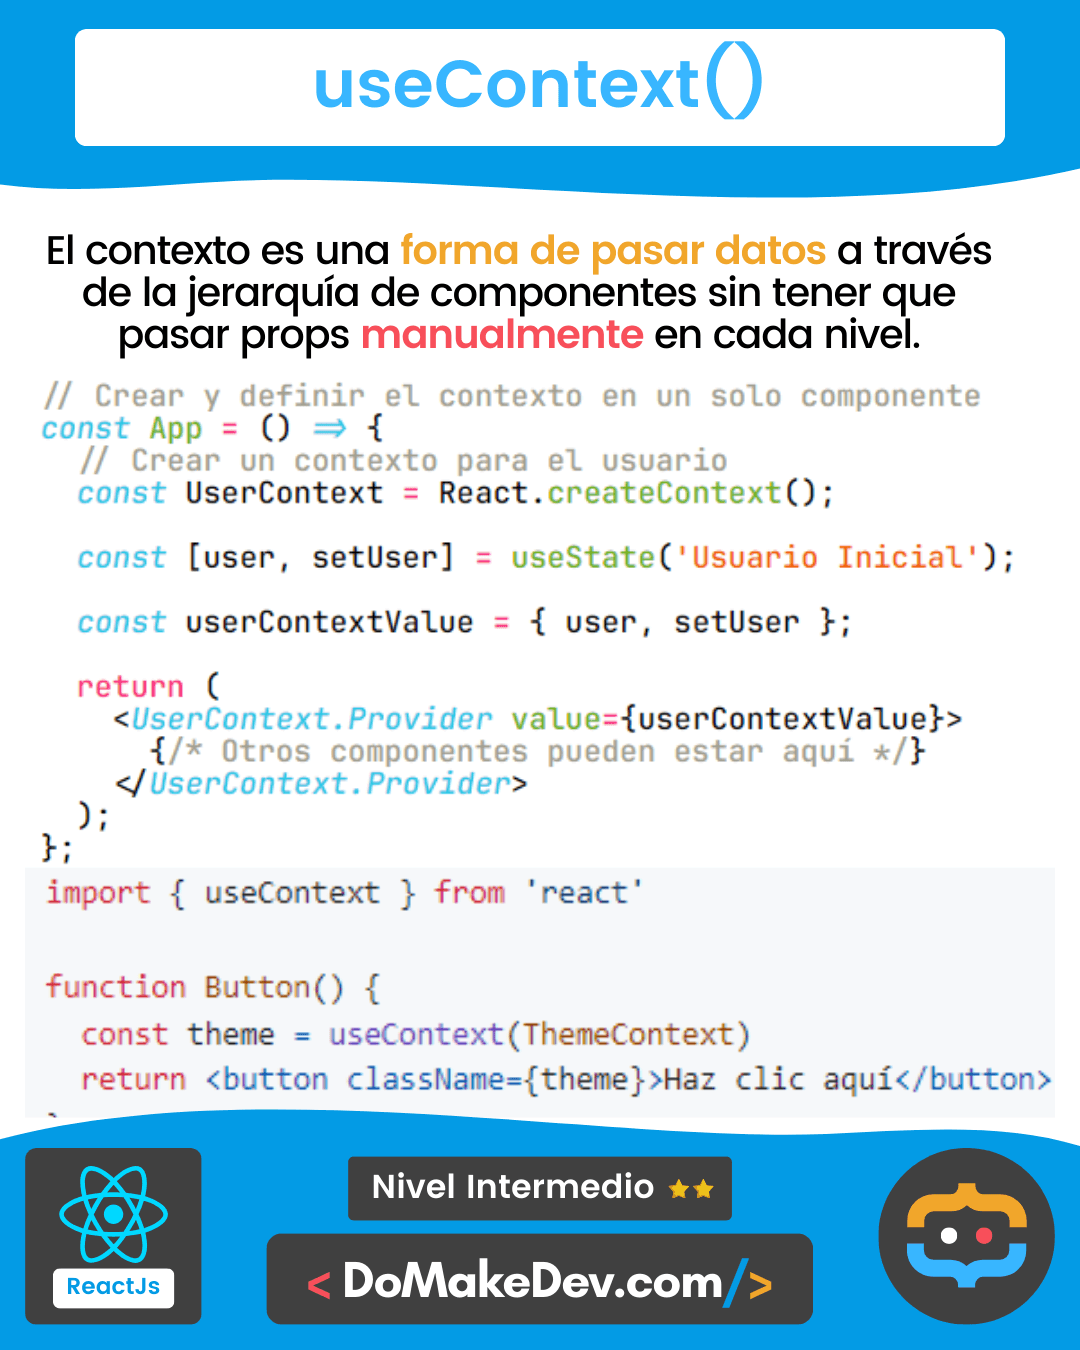 useContext()
El contexto es una forma de pasar datos a través
de la jerarquía de componentes sin tener que
pasar props manualmente en cada nivel.
// Crear y definir el contexto en un solo componente
const App = () => {
  // Crear un contexto para el usuario
  const UserContext = React.createContext();
  const [user, setUser] = useState('Usuario Inicial');
  const userContextValue = { user, setUser };
  return (
    <UserContext.Provider value={userContextValue}>
      {/* Otros componentes pueden estar aquí */}
    </UserContext.Provider>
  );
};
import { useContext } from 'react'
function Button() {
  const theme = useContext(ThemeContext)
  return <button className={theme}>Haz clic aquí</button>
Nivel Intermedio
ReactJs
< DoMakeDev.com/>